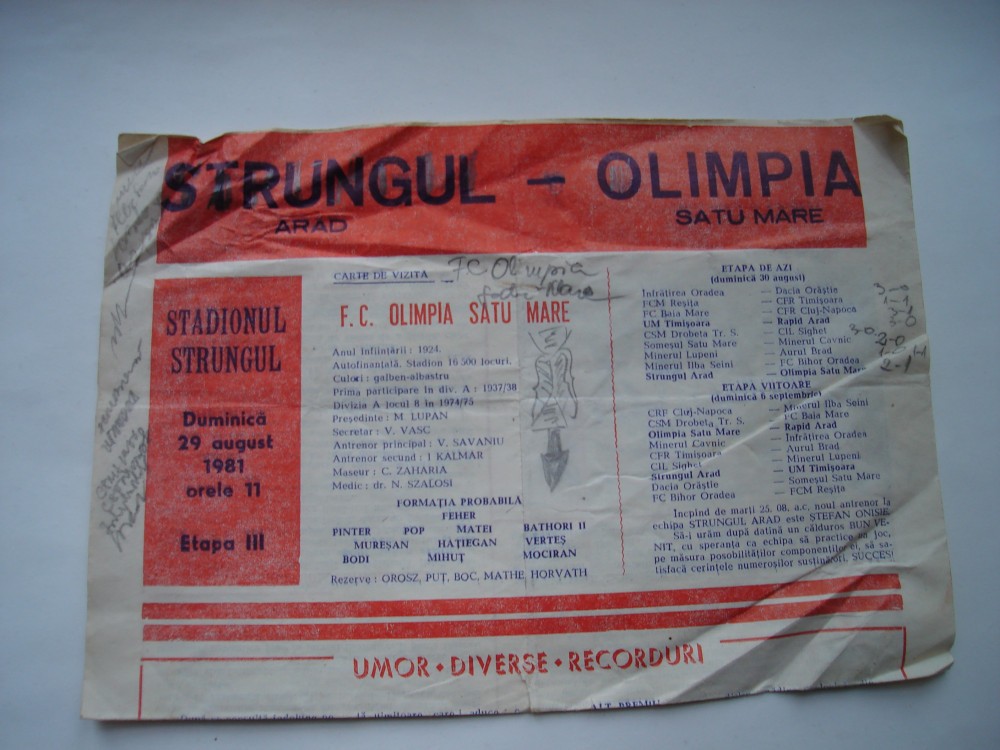 STRUNGUL - OLIMPIA
ARAD SATU MARE
STADIONUL
STRUNGUL
Duminică
29 august
1981
orele 11
Etapa III
CARTE DE VIZITA
FC Olimpia
F. C. OLIMPIA SATU MARE
Anul înființării : 1924.
Autofinanțată. Stadion 16 500 locuri.
Culori : galben-albastru
Prima participare în div. A : 1937/38
Divizia A jocul 8 în 1974/75
Președinte : M. LUPAN
Secretar : V. VASC
Antrenor principal : V. SAVANIU
Antrenor secund : I KALMAR
Maseur : C. ZAHARIA
Medic : dr. N. SZALOSI
FORMAȚIA PROBABILĂ
FEHER
PINTER POP MATEI BATHORI II
MUREȘAN HAȚIEGAN VERTEȘ
BODI MIHUȚ MOCIRAN
Rezerve : OROSZ, PUȚ, BOC, MATHE, HORVATH
ETAPA DE AZI
(duminică 30 august)
Înfrățirea Oradea — Dacia Orăștie
FCM Reșița — CFR Timișoara
FC Baia Mare — CFR Cluj-Napoca
UM Timișoara — Rapid Arad
CSM Drobeta Tr. S. — CIL Sighet
Someșul Satu Mare — Minerul Cavnic
Minerul Lupeni — Aurul Brad
Minerul Ilba Seini — FC Bihor Oradea
Strungul Arad — Olimpia Satu Mare
ETAPA VIITOARE
(duminică 6 septembrie)
CRF Cluj-Napoca — Minerul Ilba Seini
CSM Drobeta Tr. S. — FC Baia Mare
Olimpia Satu Mare — Rapid Arad
Minerul Cavnic — Înfrățirea Oradea
CFR Timișoara — Aurul Brad
CIL Sighet — Minerul Lupeni
Strungul Arad — UM Timișoara
Dacia Orăștie — Someșul Satu Mare
FC Bihor Oradea — FCM Reșița
Începind de marți 25. 08. a.c. noul antrenor la
echipa STRUNGUL ARAD este ȘTEFAN ONISIE.
Să-i urăm după datină un călduros BUN VE-
NIT, cu speranța ca echipa să practice un joc,
pe măsura posobilităților componenților ei, să sa-
tisfacă cerințele numeroșilor susținători. SUCCES!
UMOR • DIVERSE • RECORDURI